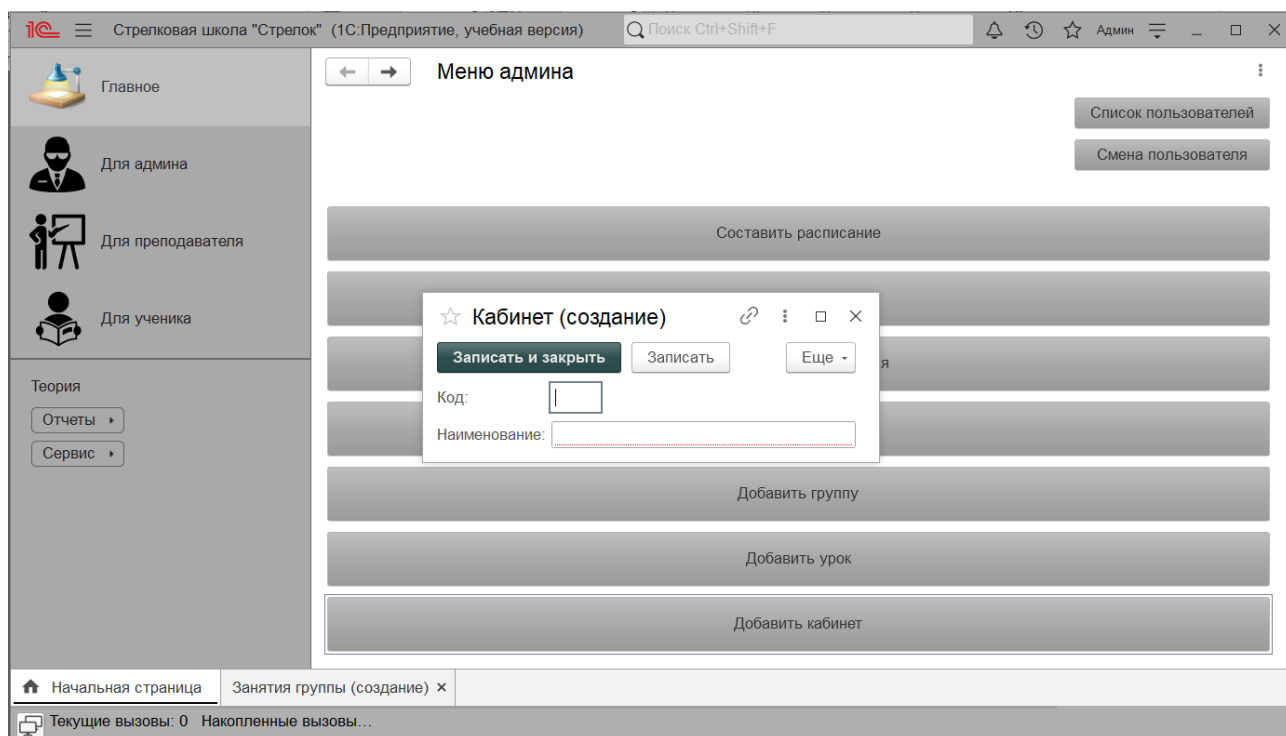 Стрелковая школа "Стрелок" (1С:Предприятие, учебная версия)
Поиск Ctrl+Shift+F
Админ
Главное
Для админа
Для преподавателя
Для ученика
Теория
Отчеты
Сервис
Меню админа
Список пользователей
Смена пользователя
Составить расписание
я
Кабинет (создание)
Записать и закрыть
Записать
Еще
Код:
Наименование:
Добавить группу
Добавить урок
Добавить кабинет
Начальная страница
Занятия группы (создание)
Текущие вызовы: 0 Накопленные вызовы…